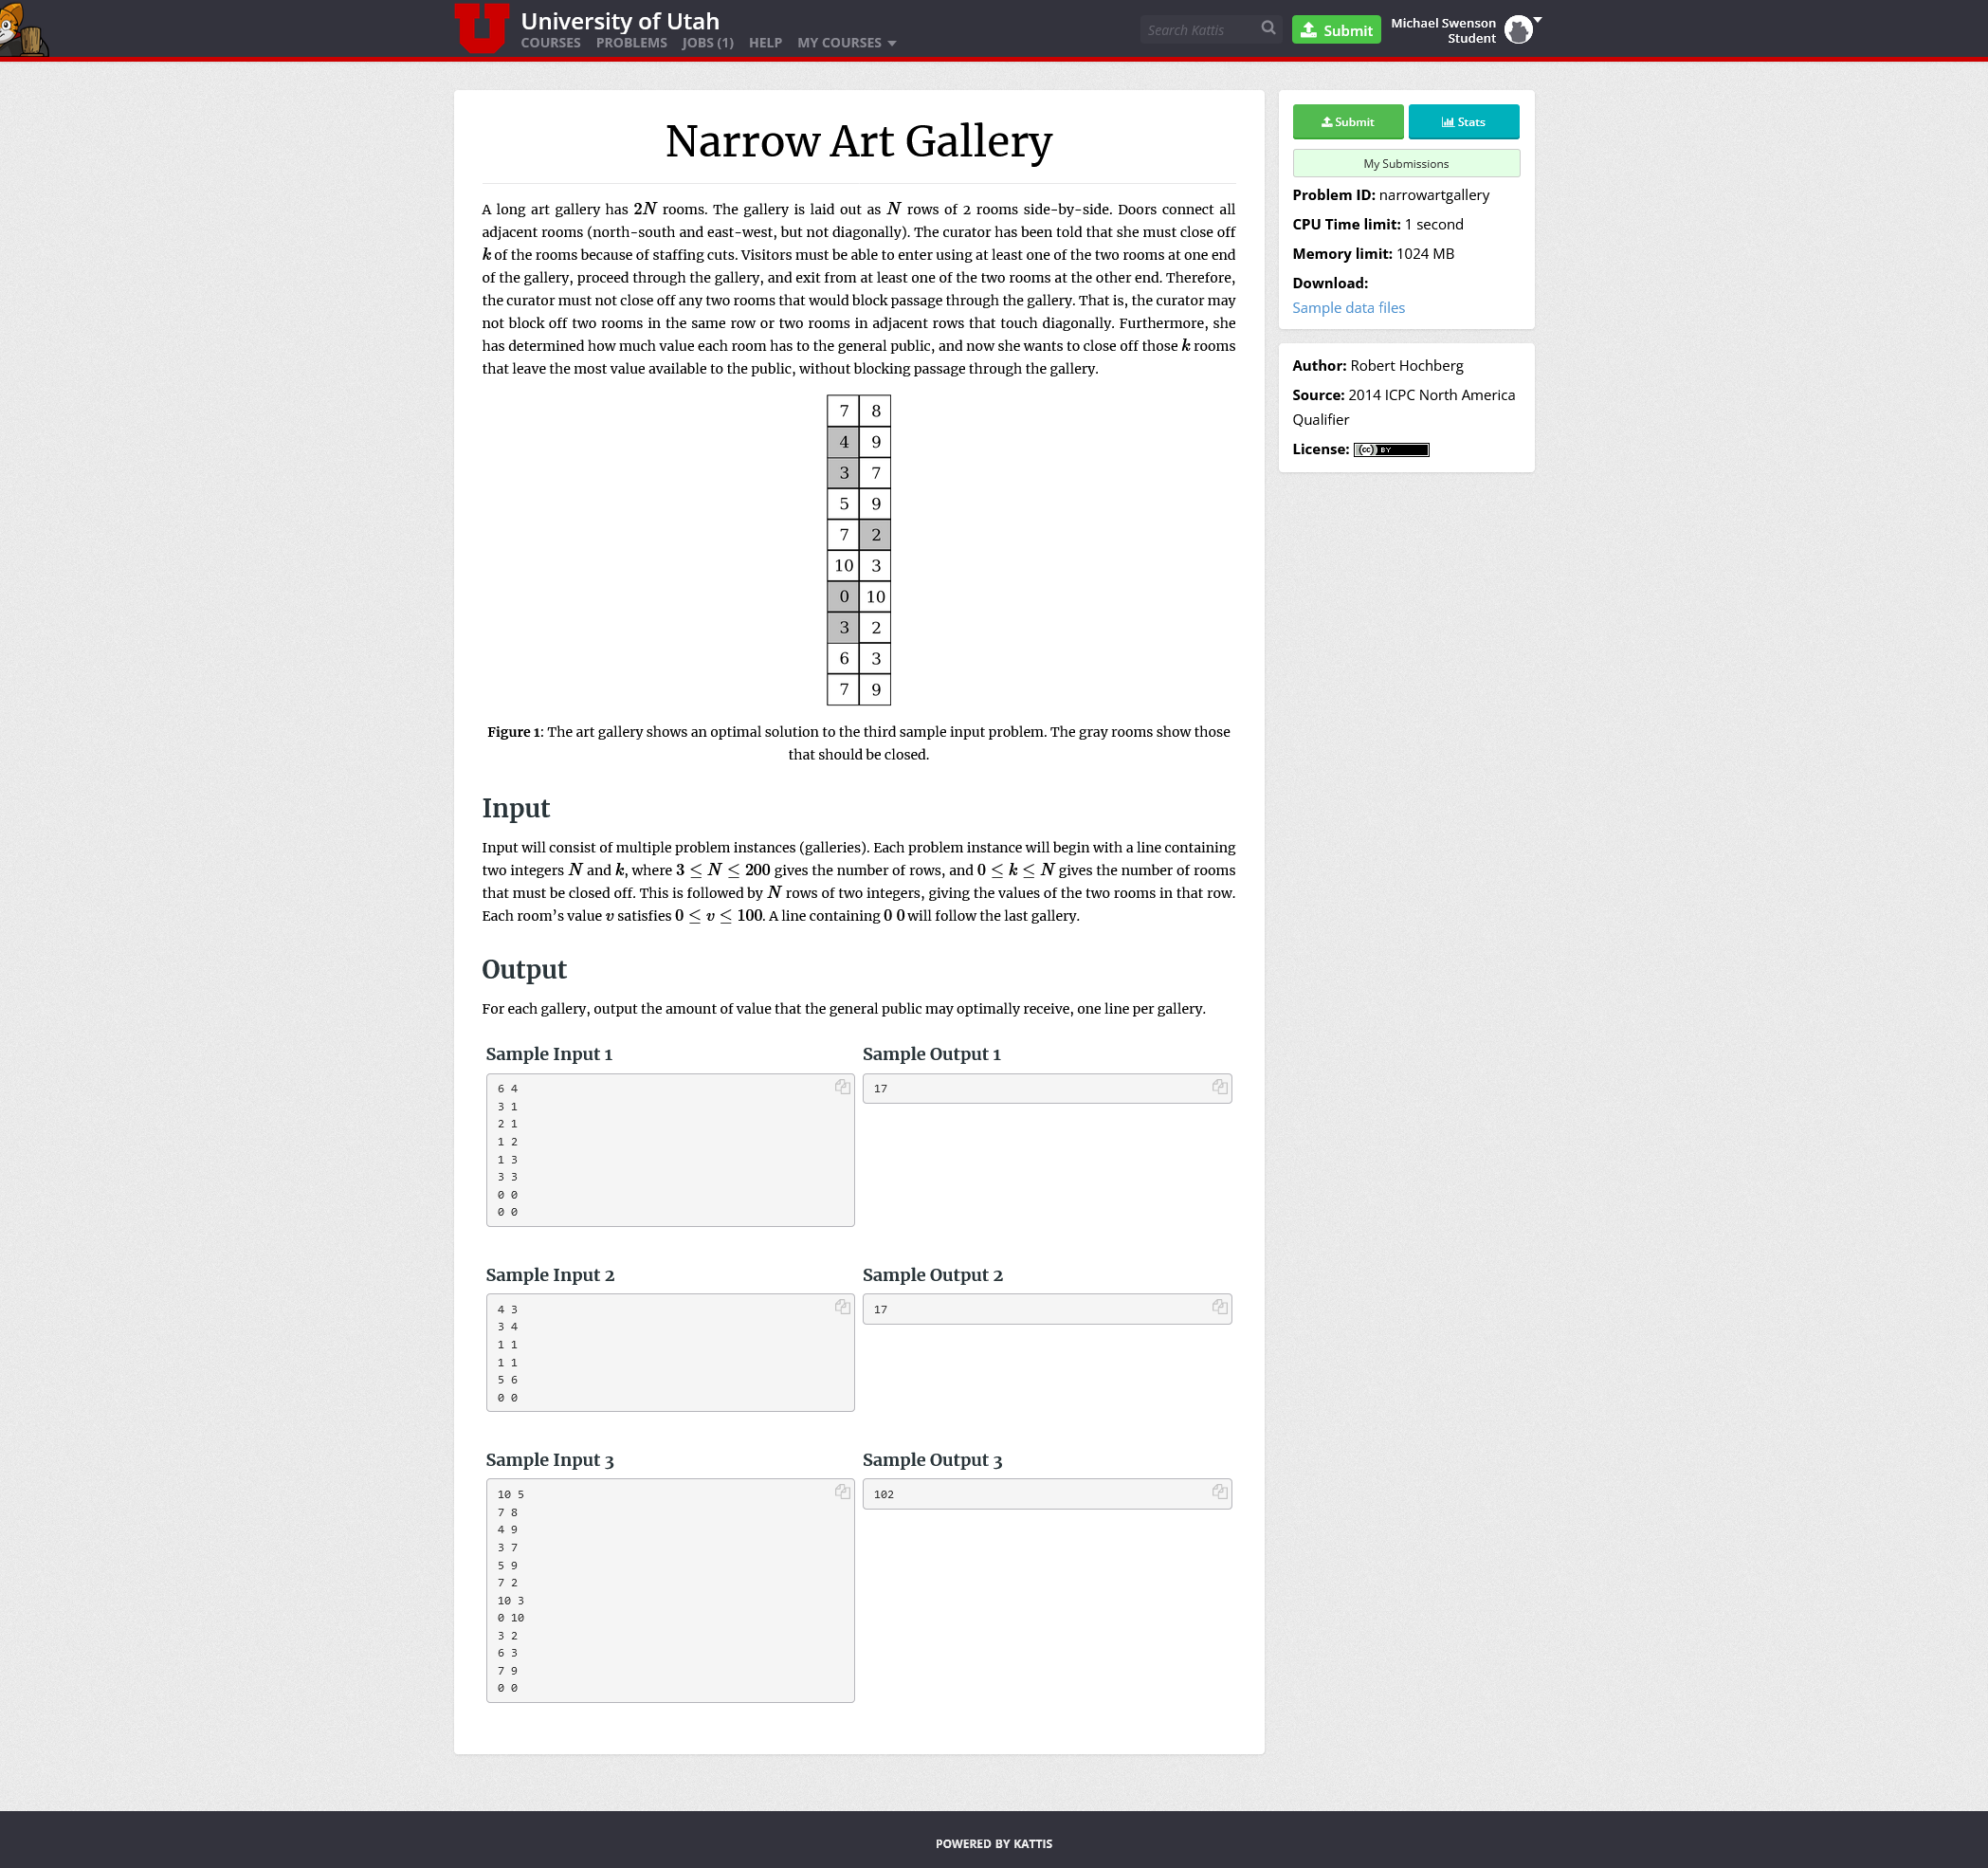 University of Utah
COURSES PROBLEMS JOBS (1) HELP MY COURSES
Search Kattis
Submit
Michael Swenson
Student
Narrow Art Gallery
A long art gallery has 2N rooms. The gallery is laid out as N rows of 2 rooms side-by-side. Doors connect all
adjacent rooms (north-south and east-west, but not diagonally). The curator has been told that she must close off
k of the rooms because of staffing cuts. Visitors must be able to enter using at least one of the two rooms at one end
of the gallery, proceed through the gallery, and exit from at least one of the two rooms at the other end. Therefore,
the curator must not close off any two rooms that would block passage through the gallery. That is, the curator may
not block off two rooms in the same row or two rooms in adjacent rows that touch diagonally. Furthermore, she
has determined how much value each room has to the general public, and now she wants to close off those k rooms
that leave the most value available to the public, without blocking passage through the gallery.
7 8
4 9
3 7
5 9
7 2
10 3
0 10
3 2
6 3
7 9
Figure 1: The art gallery shows an optimal solution to the third sample input problem. The gray rooms show those
that should be closed.
Input
Input will consist of multiple problem instances (galleries). Each problem instance will begin with a line containing
two integers N and k, where 3 ≤ N ≤ 200 gives the number of rows, and 0 ≤ k ≤ N gives the number of rooms
that must be closed off. This is followed by N rows of two integers, giving the values of the two rooms in that row.
Each room’s value v satisfies 0 ≤ v ≤ 100. A line containing 0 0 will follow the last gallery.
Output
For each gallery, output the amount of value that the general public may optimally receive, one line per gallery.
Sample Input 1
6 4
3 1
2 1
1 2
1 3
3 3
0 0
0 0
Sample Output 1
17
Sample Input 2
4 3
3 4
1 1
1 1
5 6
0 0
Sample Output 2
17
Sample Input 3
10 5
7 8
4 9
3 7
5 9
7 2
10 3
0 10
3 2
6 3
7 9
0 0
Sample Output 3
102
Submit
Stats
My Submissions
Problem ID: narrowartgallery
CPU Time limit: 1 second
Memory limit: 1024 MB
Download:
Sample data files
Author: Robert Hochberg
Source: 2014 ICPC North America
Qualifier
License: (cc) BY
POWERED BY KATTIS